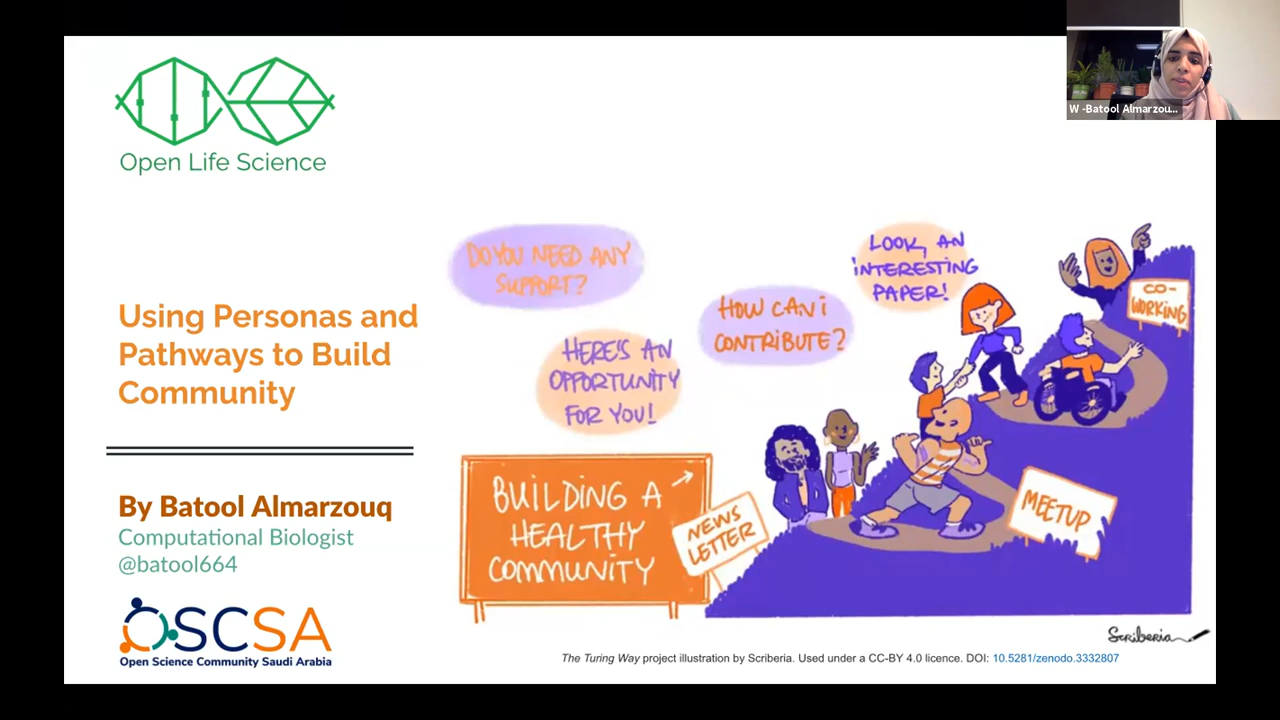 Open Life Science
Using Personas and
Pathways to Build
Community
By Batool Almarzouq
Computational Biologist
@batool664
OSCSA
Open Science Community Saudi Arabia
DO YOU NEED ANY
SUPPORT?
HERE'S AN
OPPORTUNITY
FOR YOU!
HOW CAN I
CONTRIBUTE?
LOOK, AN
INTERESTING
PAPER!
CO-
WORKING
BUILDING A
HEALTHY
COMMUNITY
NEWS
LETTER
MEETUP
Scriberia
The Turing Way project illustration by Scriberia. Used under a CC-BY 4.0 licence. DOI: 10.5281/zenodo.3332807
W -Batool Almarzou...